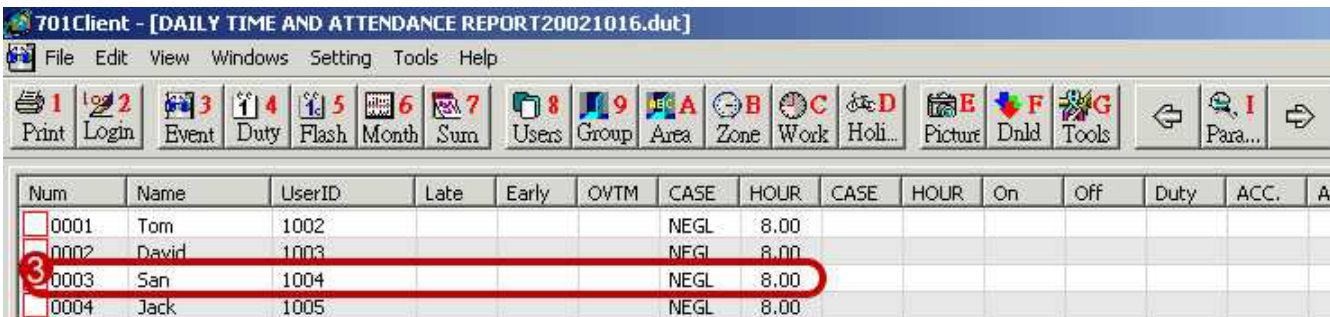 701Client - [DAILY TIME AND ATTENDANCE REPORT20021016.dut]
File Edit View Windows Setting Tools Help
1 2 3 4 5 6 7 8 9 A B C D E F G I
Print Login Event Duty Flash Month Sum Users Group Area Zone Work Holi... Picture Dnld Tools Para...
Num Name UserID Late Early OVTM CASE HOUR CASE HOUR On Off Duty ACC. A
0001 Tom 1002 NEGL 8.00
0002 David 1003 NEGL 8.00
3
0003 San 1004 NEGL 8.00
0004 Jack 1005 NEGL 8.00